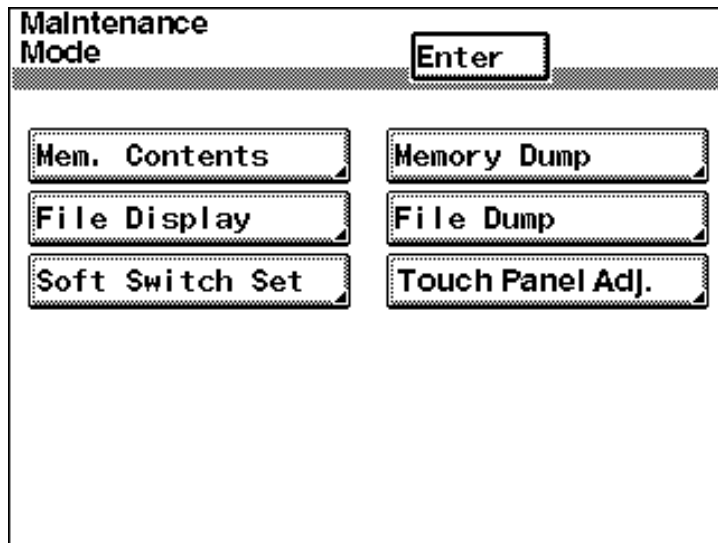 Maintenance
Mode
Enter
Mem. Contents
Memory Dump
File Display
File Dump
Soft Switch Set
Touch Panel Adj.